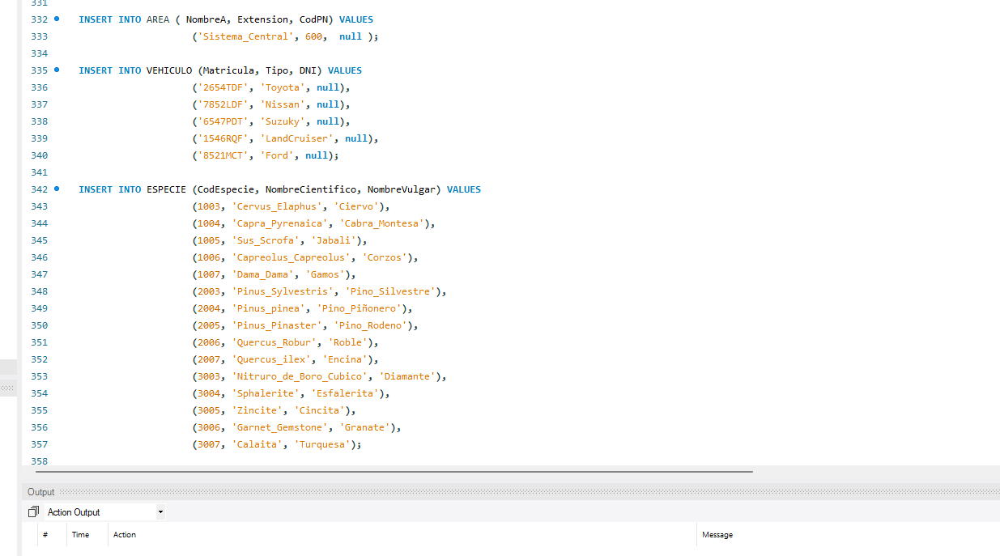 331
332 INSERT INTO AREA ( NombreA, Extension, CodPN) VALUES
333 ('Sistema_Central', 600, null );
334
335 INSERT INTO VEHICULO (Matricula, Tipo, DNI) VALUES
336 ('2654TDF', 'Toyota', null),
337 ('7852LDF', 'Nissan', null),
338 ('6547PDT', 'Suzuky', null),
339 ('1546RQF', 'LandCruiser', null),
340 ('8521MCT', 'Ford', null);
341
342 INSERT INTO ESPECIE (CodEspecie, NombreCientifico, NombreVulgar) VALUES
343 (1003, 'Cervus_Elaphus', 'Ciervo'),
344 (1004, 'Capra_Pyrenaica', 'Cabra_Montesa'),
345 (1005, 'Sus_Scrofa', 'Jabali'),
346 (1006, 'Capreolus_Capreolus', 'Corzos'),
347 (1007, 'Dama_Dama', 'Gamos'),
348 (2003, 'Pinus_Sylvestris', 'Pino_Silvestre'),
349 (2004, 'Pinus_pinea', 'Pino_Piñonero'),
350 (2005, 'Pinus_Pinaster', 'Pino_Rodeno'),
351 (2006, 'Quercus_Robur', 'Roble'),
352 (2007, 'Quercus_ilex', 'Encina'),
353 (3003, 'Nitruro_de_Boro_Cubico', 'Diamante'),
354 (3004, 'Sphalerite', 'Esfalerita'),
355 (3005, 'Zincite', 'Cincita'),
356 (3006, 'Garnet_Gemstone', 'Granate'),
357 (3007, 'Calaita', 'Turquesa');
358
Output
Action Output
# Time Action Message